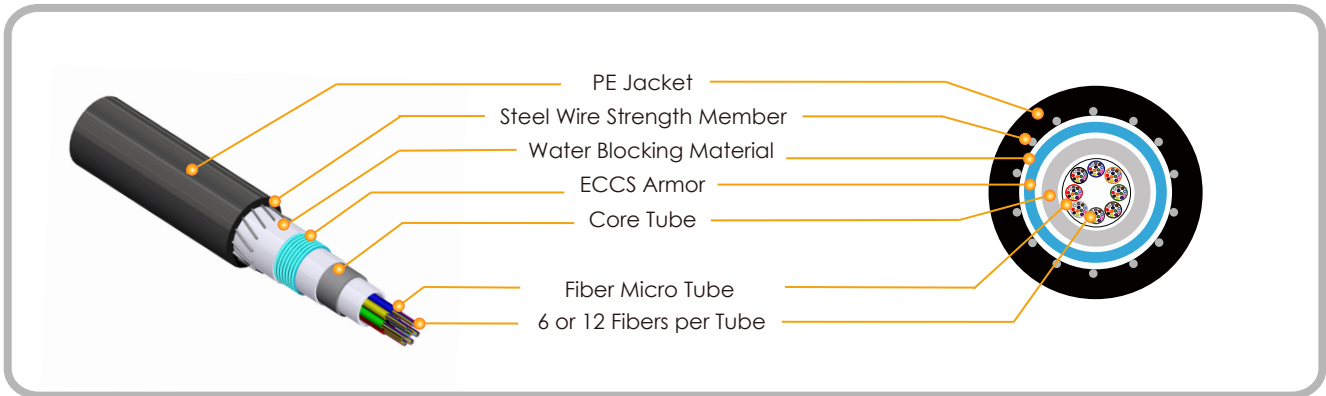 PE Jacket
Steel Wire Strength Member
Water Blocking Material
ECCS Armor
Core Tube
Fiber Micro Tube
6 or 12 Fibers per Tube